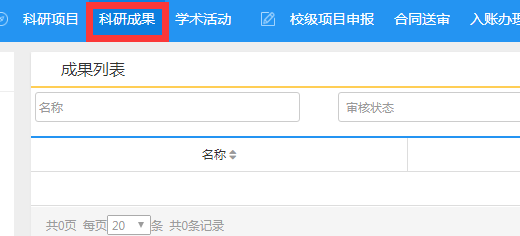 科研项目 科研成果 学术活动 校级项目申报 合同送审 入账办理
成果列表
名称 审核状态
名称
共0页 每页 20 条 共0条记录